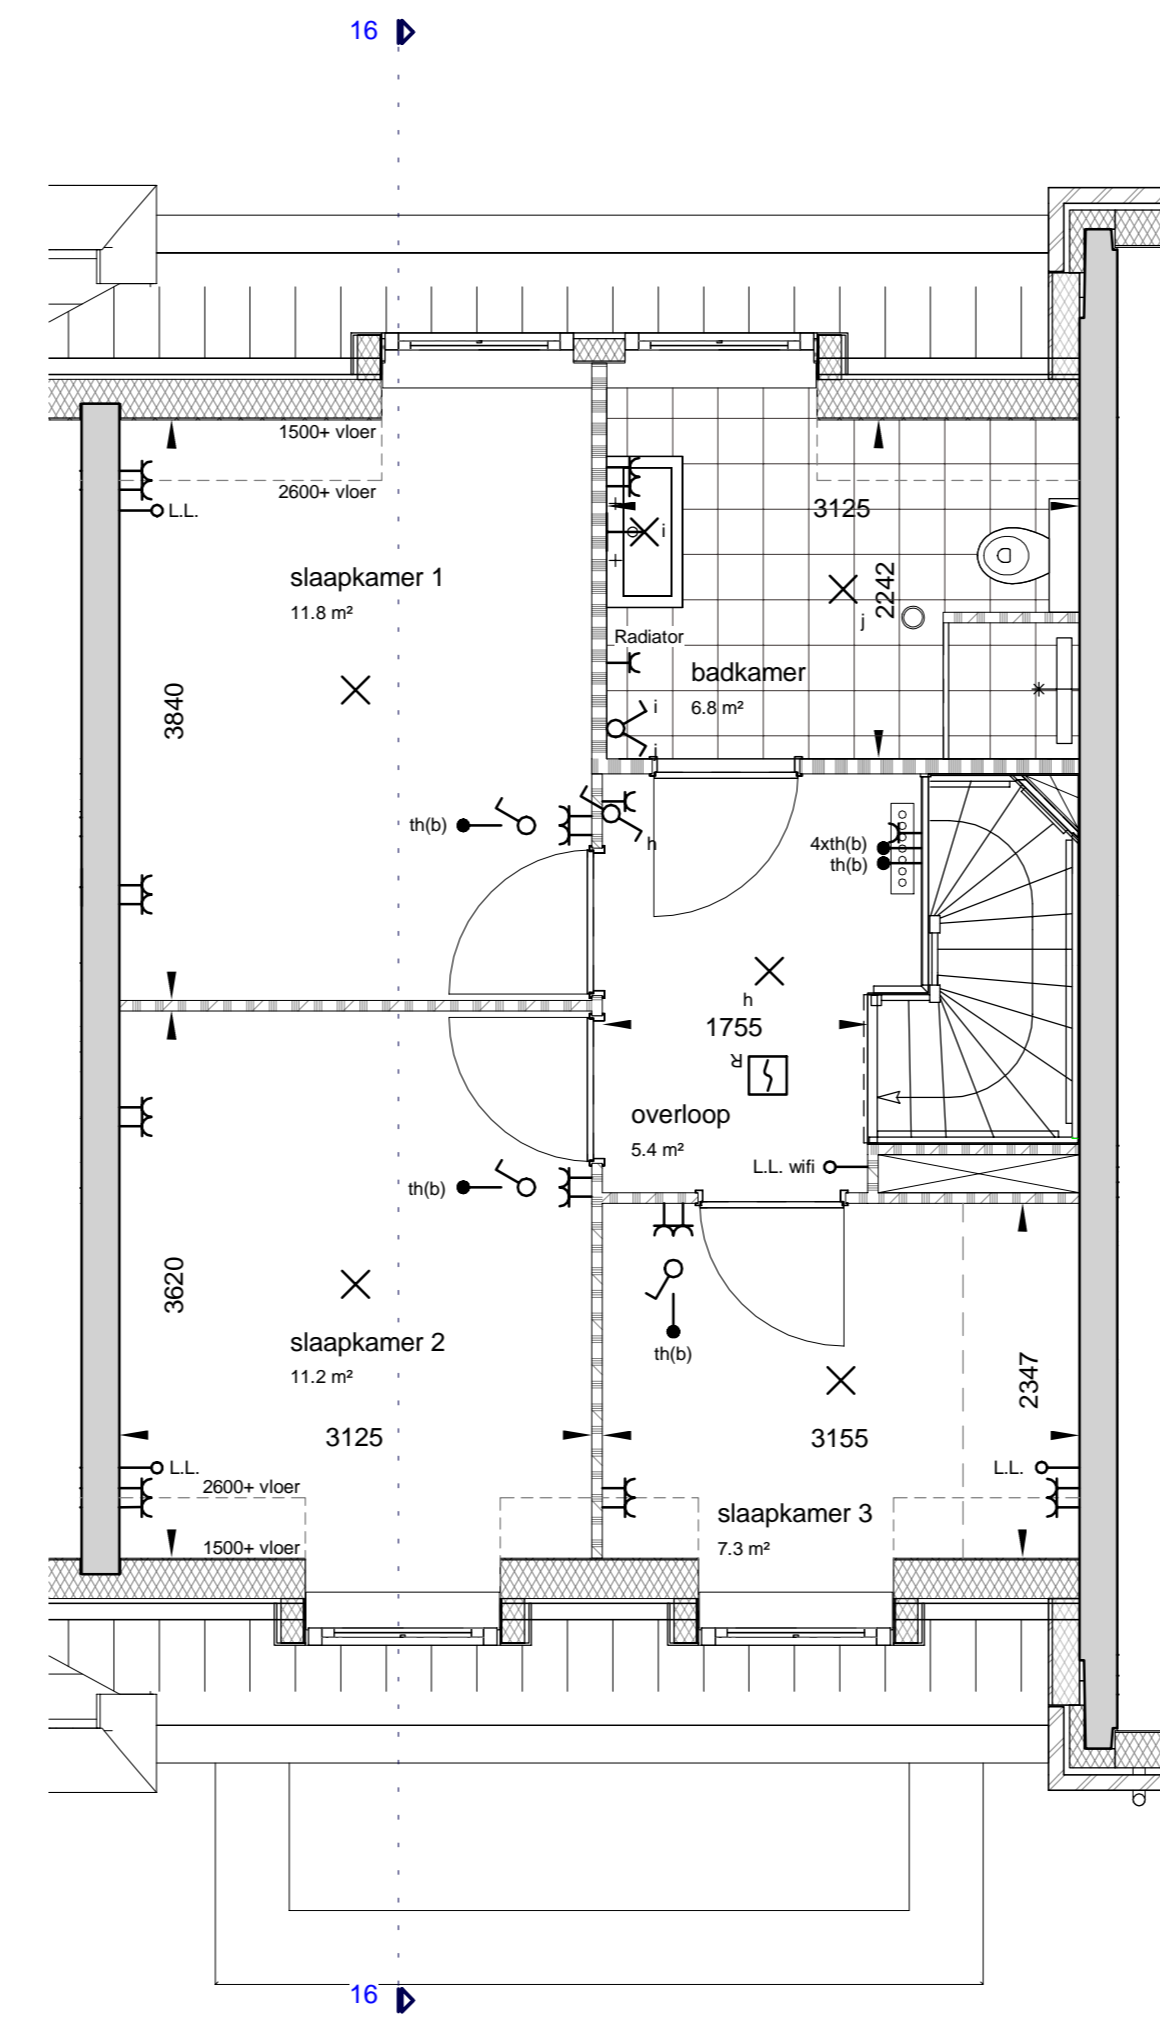 16
1500+ vloer
2600+ vloer
L.L.
3125
slaapkamer 1
11.8 m²
i
2242
j
Radiator
badkamer
6.8 m²
3840
i
j
th(b)
h
4xth(b)
th(b)
h
1755
R
overloop
5.4 m²
L.L. wifi
th(b)
3620
slaapkamer 2
11.2 m²
th(b)
2347
3125
3155
L.L.
L.L.
2600+ vloer
slaapkamer 3
7.3 m²
1500+ vloer
16